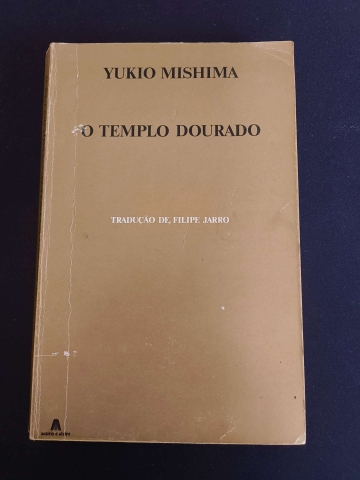 YUKIO MISHIMA
O TEMPLO DOURADO
TRADUÇÃO DE, FILIPE JARRO
A